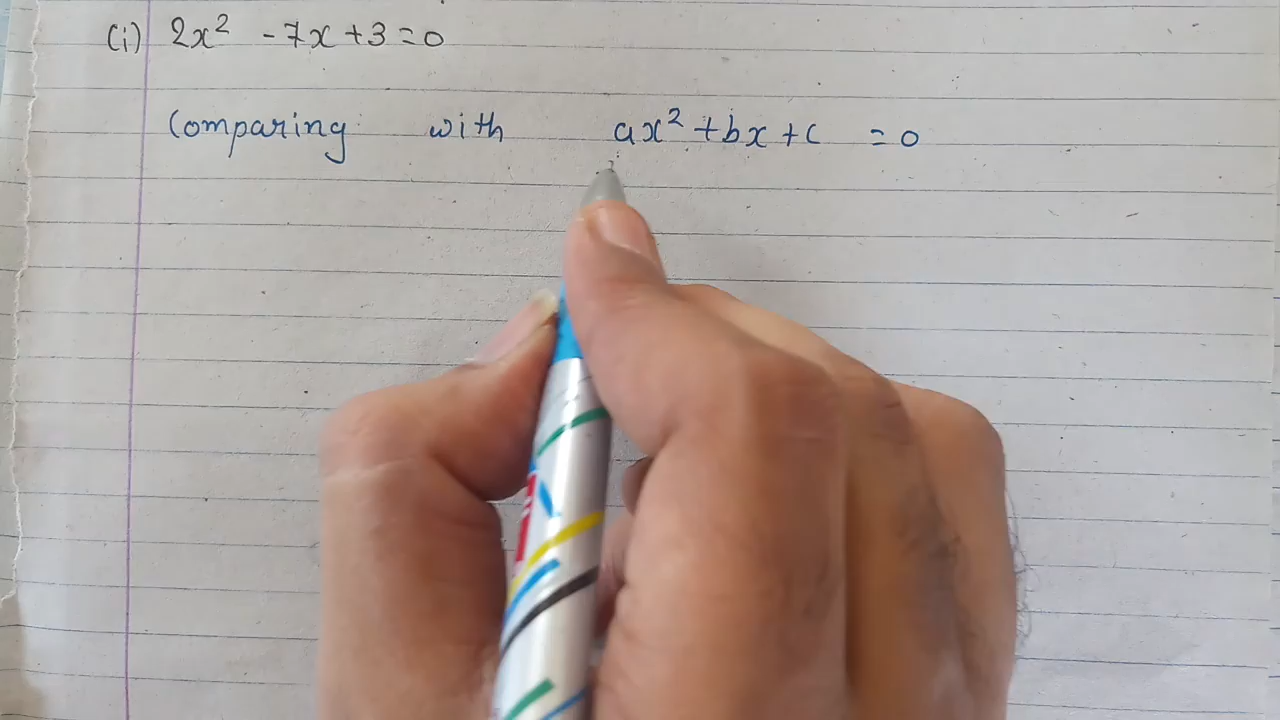 (i) 2x² - 7x + 3 = 0
Comparing with ax² + bx + c = 0